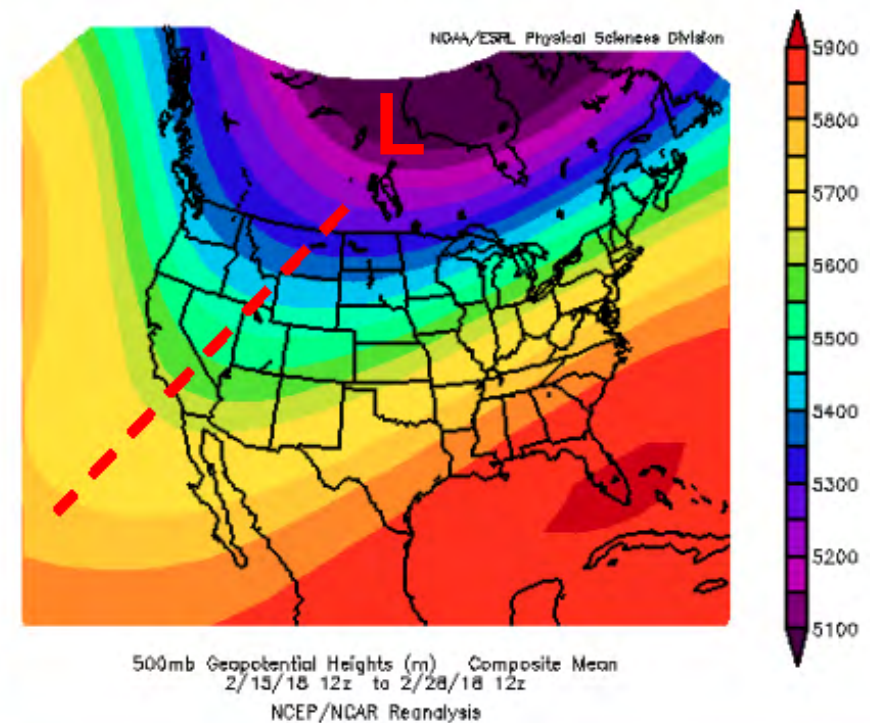 NOAA/ESRL Physical Sciences Division
L
5900
5800
5700
5600
5500
5400
5300
5200
5100
500mb Geopotential Heights (m) Composite Mean
2/15/18 12z to 2/28/18 12z
NCEP/NCAR Reanalysis